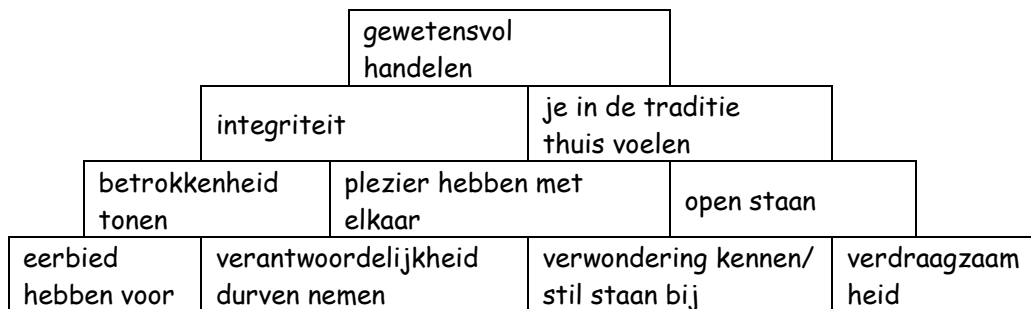 gewetensvol
handelen
integriteit
je in de traditie
thuis voelen
betrokkenheid
tonen
plezier hebben met
elkaar
open staan
eerbied
hebben voor
verantwoordelijkheid
durven nemen
verwondering kennen/
stil staan bij
verdraagzaam
heid